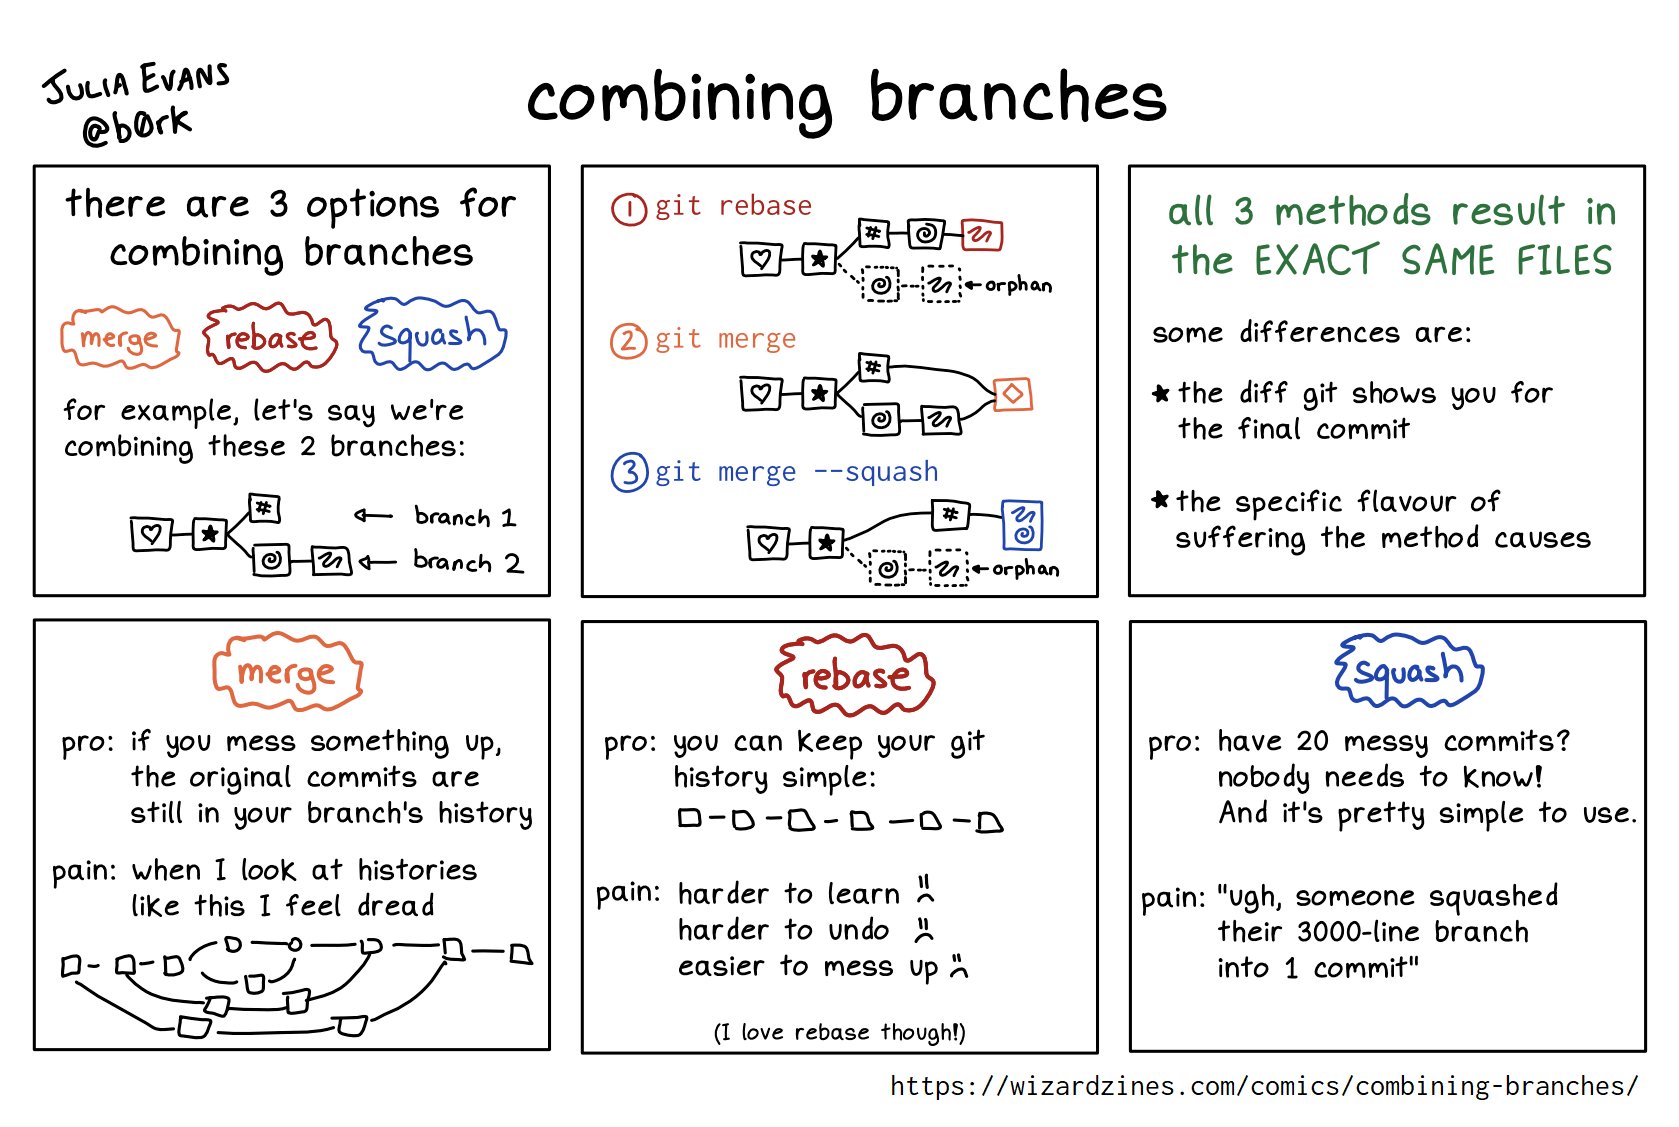 JULIA EVANS
@b0rk
combining branches
there are 3 options for
combining branches
merge rebase squash
for example, let's say we're
combining these 2 branches:
# ← branch 1
← branch 2
① git rebase
#
←orphan
② git merge
#
③ git merge --squash
#
←orphan
all 3 methods result in
the EXACT SAME FILES
some differences are:
★ the diff git shows you for
the final commit
★ the specific flavour of
suffering the method causes
merge
pro: if you mess something up,
the original commits are
still in your branch's history
pain: when I look at histories
like this I feel dread
rebase
pro: you can keep your git
history simple:
pain: harder to learn ☹
harder to undo ☹
easier to mess up ☹
(I love rebase though!)
squash
pro: have 20 messy commits?
nobody needs to know!
And it's pretty simple to use.
pain: "ugh, someone squashed
their 3000-line branch
into 1 commit"
https://wizardzines.com/comics/combining-branches/